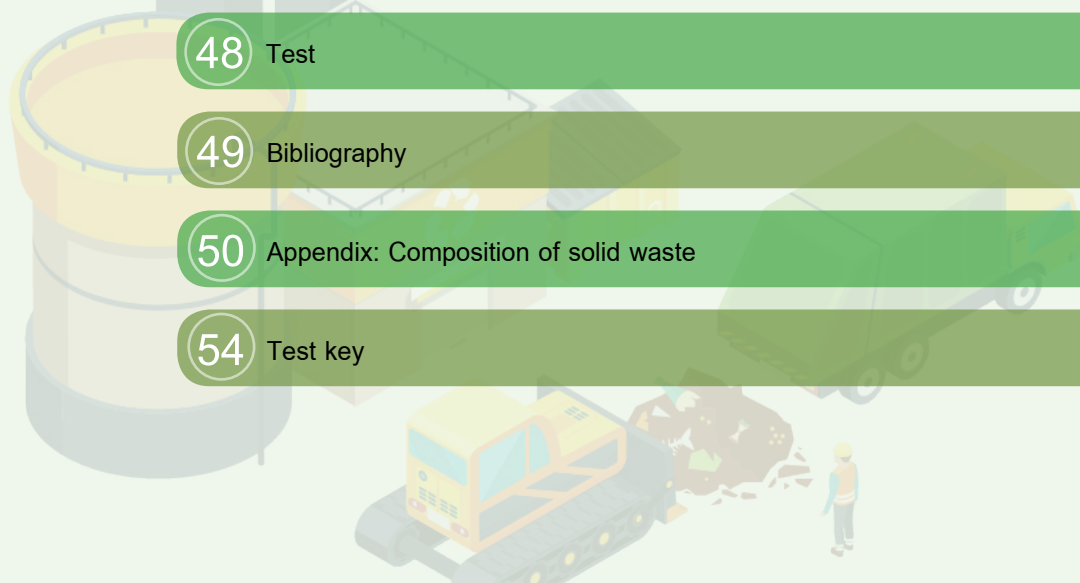 48 Test
49 Bibliography
50 Appendix: Composition of solid waste
54 Test key